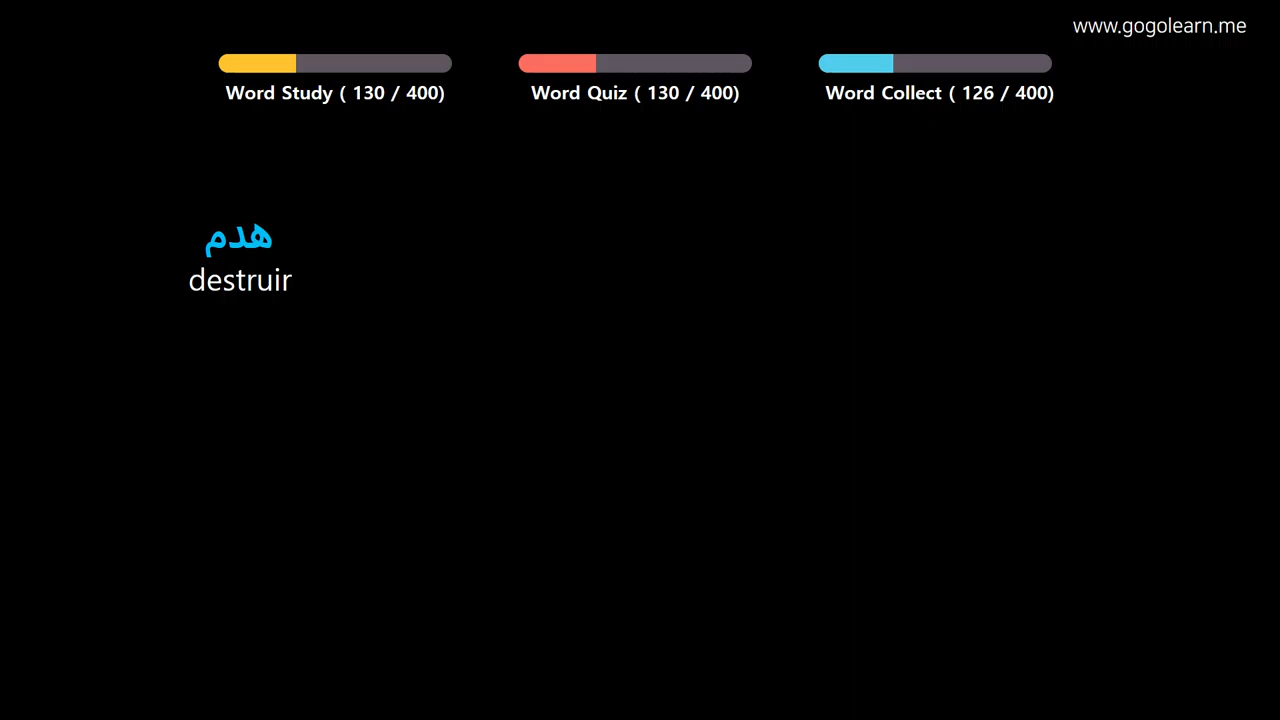 www.gogolearn.me
Word Study ( 130 / 400)
Word Quiz ( 130 / 400)
Word Collect ( 126 / 400)
هدم
destruir